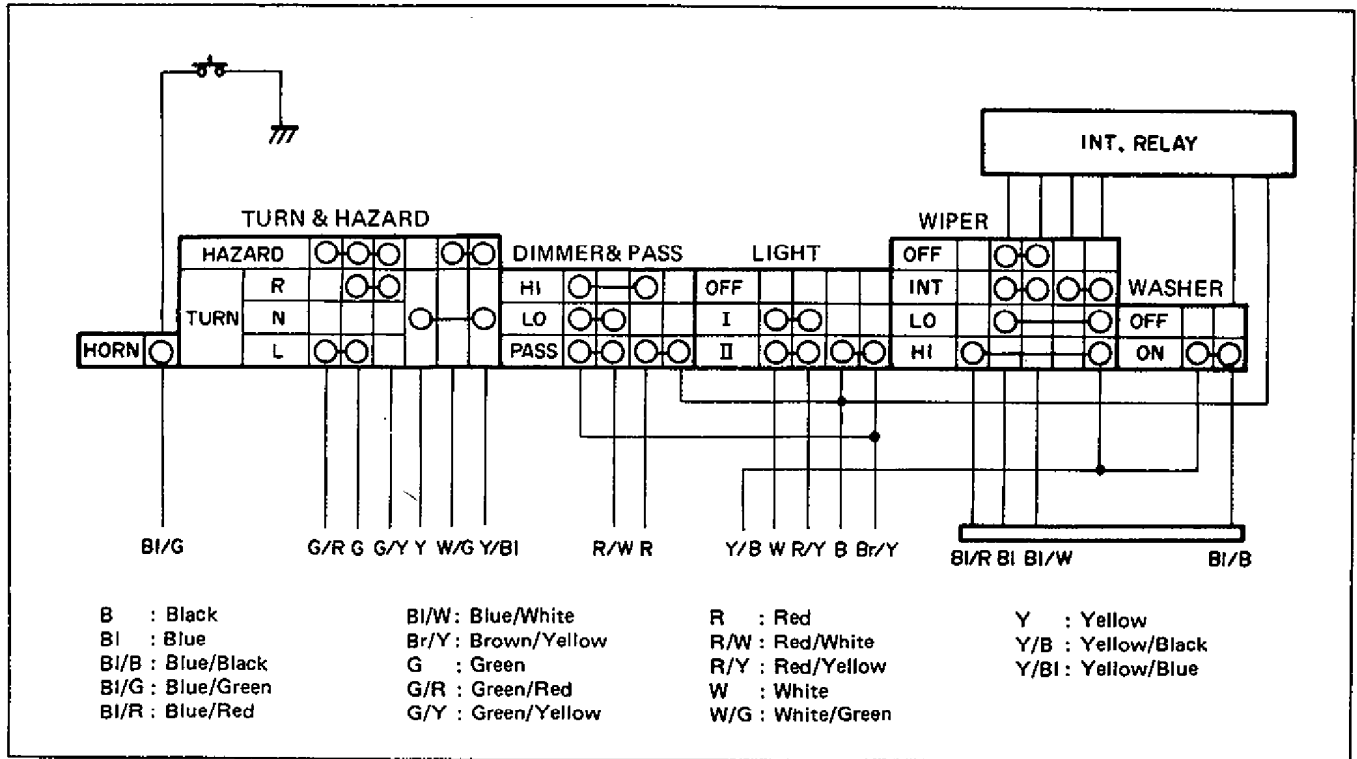 INT. RELAY
TURN & HAZARD
WIPER
HAZARD
DIMMER& PASS
LIGHT
OFF
R
HI
OFF
INT
WASHER
TURN
N
LO
I
LO
OFF
HORN
L
PASS
II
HI
ON
Bl/G
G/R G G/Y Y W/G Y/Bl
R/W R
Y/B W R/Y B Br/Y
Bl/R Bl Bl/W
Bl/B
B : Black
Bl : Blue
Bl/B : Blue/Black
Bl/G : Blue/Green
Bl/R : Blue/Red
Bl/W : Blue/White
Br/Y : Brown/Yellow
G : Green
G/R : Green/Red
G/Y : Green/Yellow
R : Red
R/W : Red/White
R/Y : Red/Yellow
W : White
W/G : White/Green
Y : Yellow
Y/B : Yellow/Black
Y/Bl : Yellow/Blue